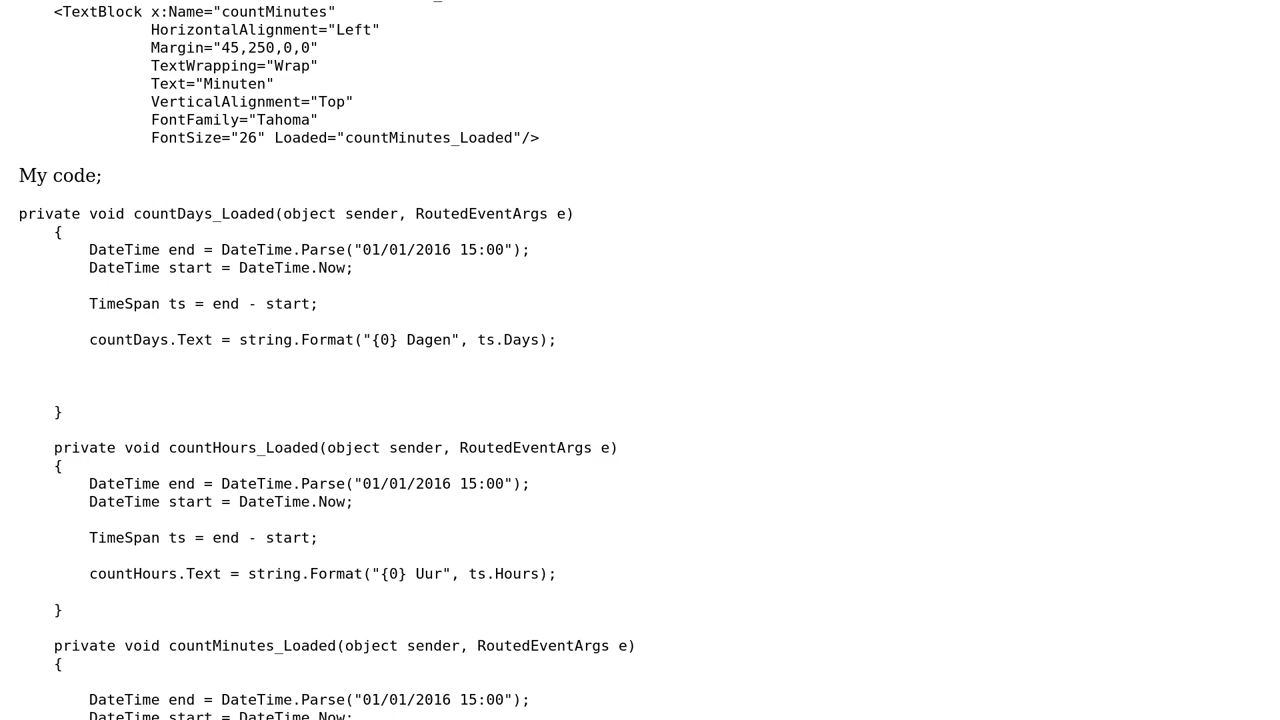 <TextBlock x:Name="countMinutes"
HorizontalAlignment="Left"
Margin="45,250,0,0"
TextWrapping="Wrap"
Text="Minuten"
VerticalAlignment="Top"
FontFamily="Tahoma"
FontSize="26" Loaded="countMinutes_Loaded"/>
My code;
private void countDays_Loaded(object sender, RoutedEventArgs e)
{
DateTime end = DateTime.Parse("01/01/2016 15:00");
DateTime start = DateTime.Now;
TimeSpan ts = end - start;
countDays.Text = string.Format("{0} Dagen", ts.Days);
}
private void countHours_Loaded(object sender, RoutedEventArgs e)
{
DateTime end = DateTime.Parse("01/01/2016 15:00");
DateTime start = DateTime.Now;
TimeSpan ts = end - start;
countHours.Text = string.Format("{0} Uur", ts.Hours);
}
private void countMinutes_Loaded(object sender, RoutedEventArgs e)
{
DateTime end = DateTime.Parse("01/01/2016 15:00");
DateTime start = DateTime.Now;